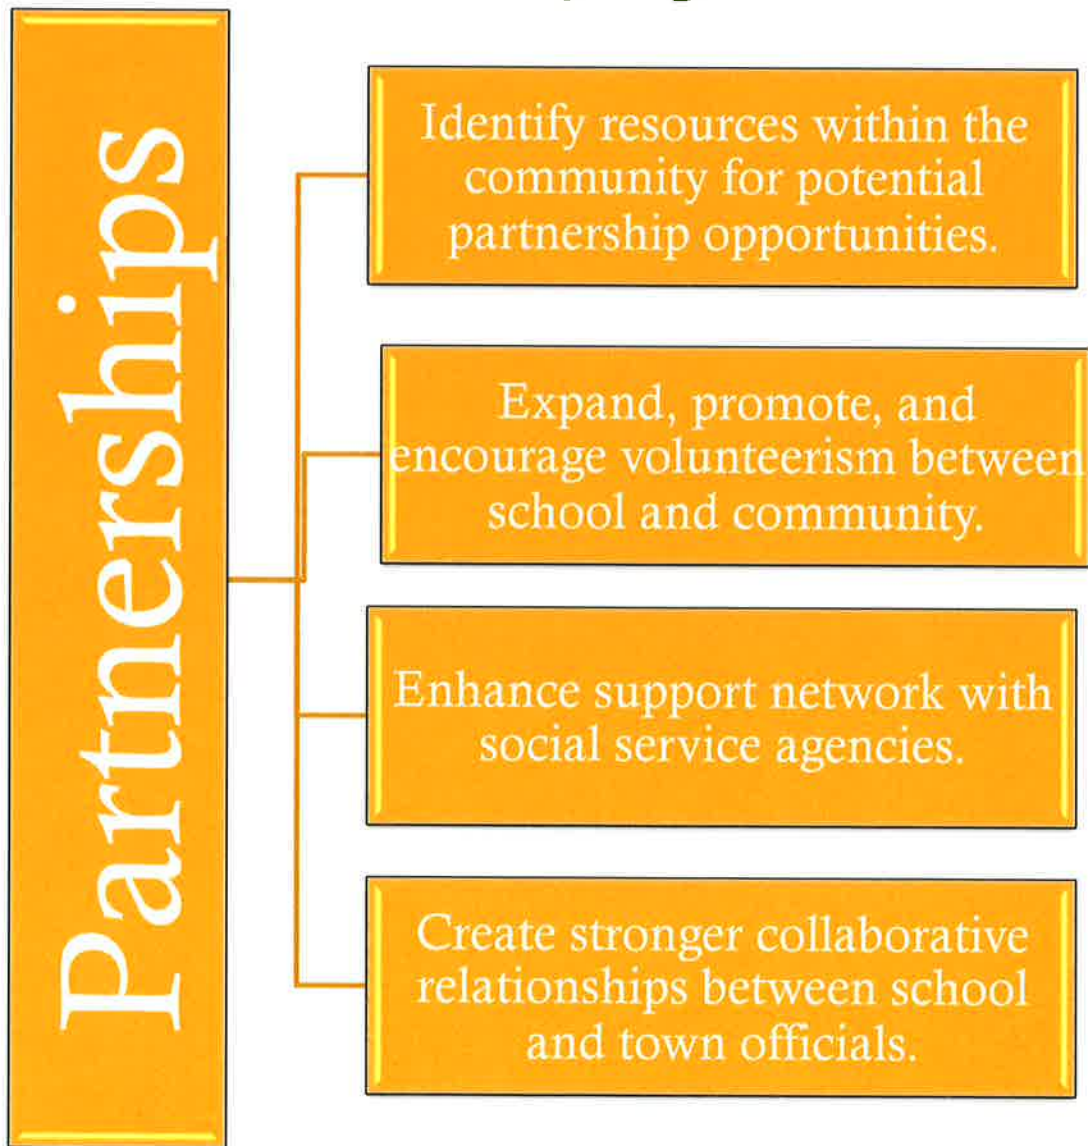 Partnerships
Identify resources within the
community for potential
partnership opportunities.
Expand, promote, and
encourage volunteerism between
school and community.
Enhance support network with
social service agencies.
Create stronger collaborative
relationships between school
and town officials.